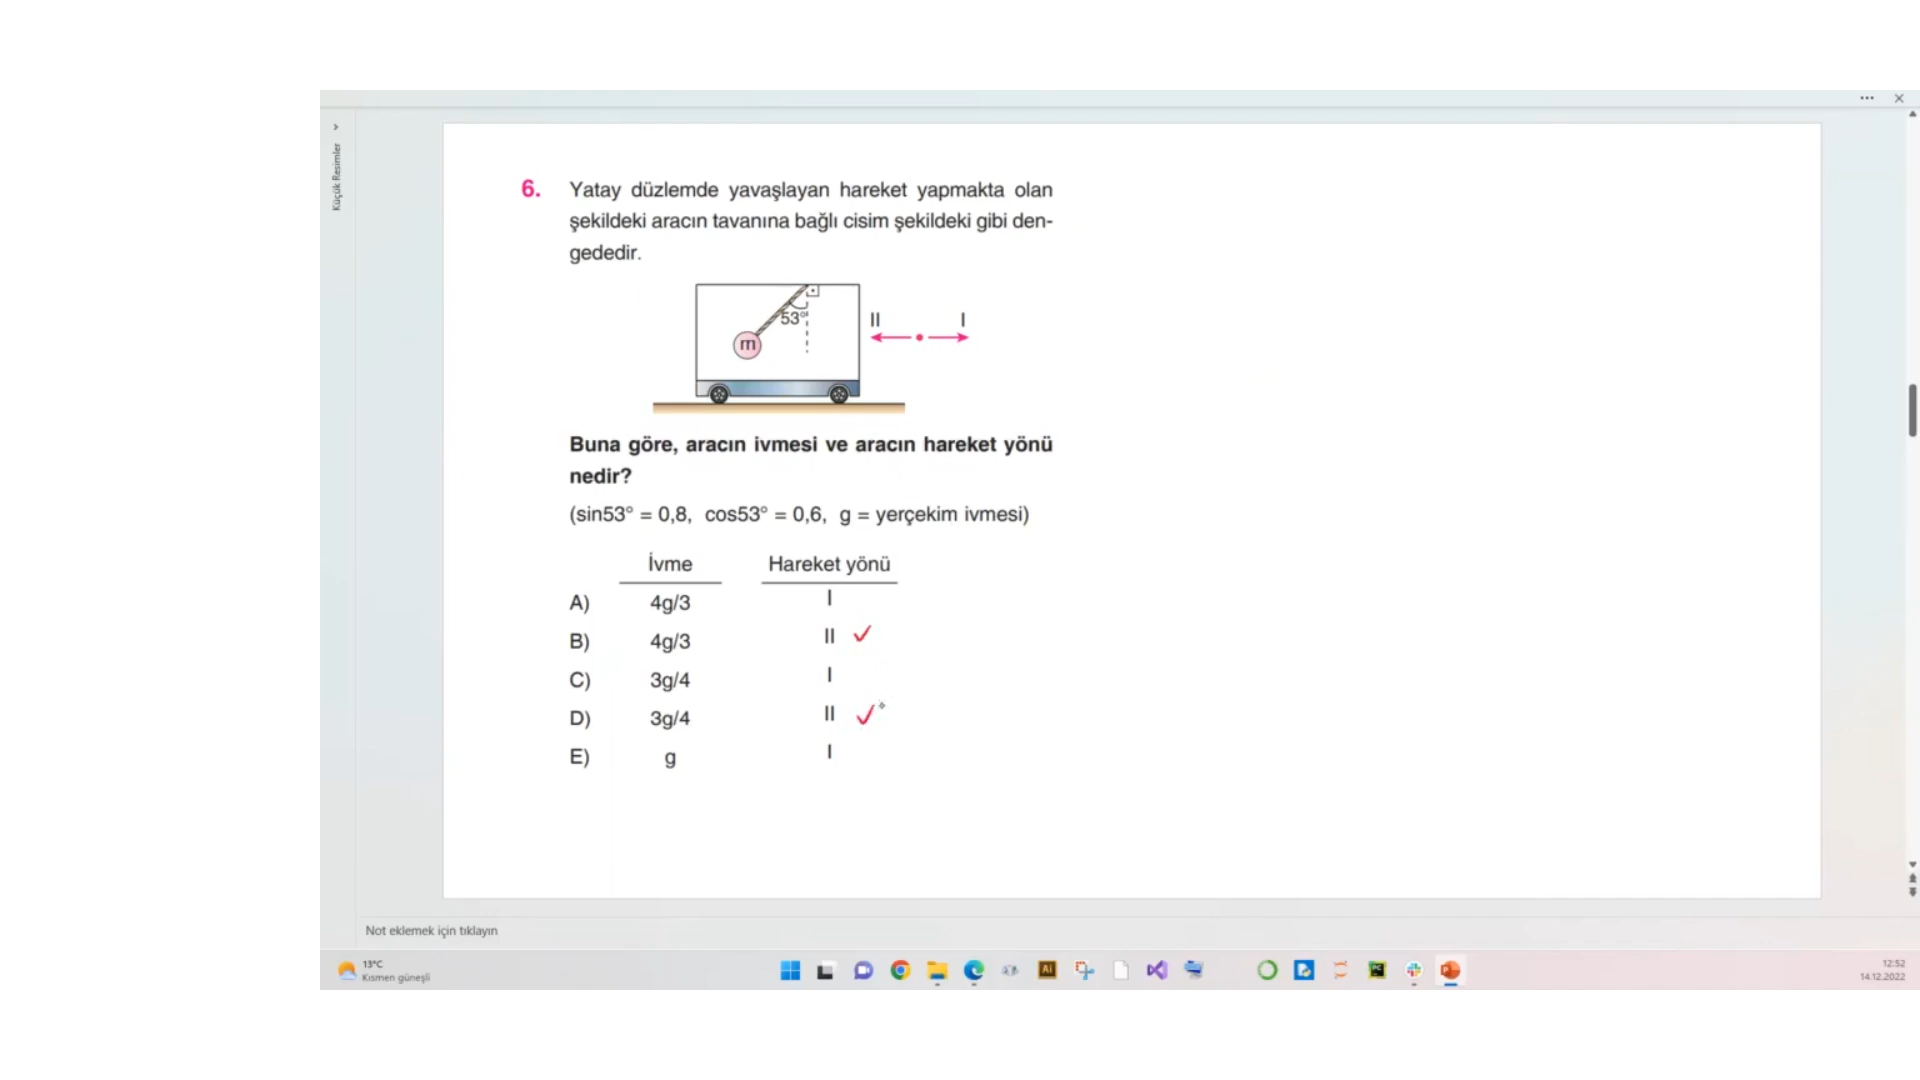 Küçük Resimler
6. Yatay düzlemde yavaşlayan hareket yapmakta olan
şekildeki aracın tavanına bağlı cisim şekildeki gibi den-
gededir.
53°
m
II I
Buna göre, aracın ivmesi ve aracın hareket yönü
nedir?
(sin53° = 0,8, cos53° = 0,6, g = yerçekim ivmesi)
İvme Hareket yönü
A) 4g/3 I
B) 4g/3 II
C) 3g/4 I
D) 3g/4 II
E) g I
Not eklemek için tıklayın
13°C
Kısmen güneşli
Ai
PC
12:52
14.12.2022